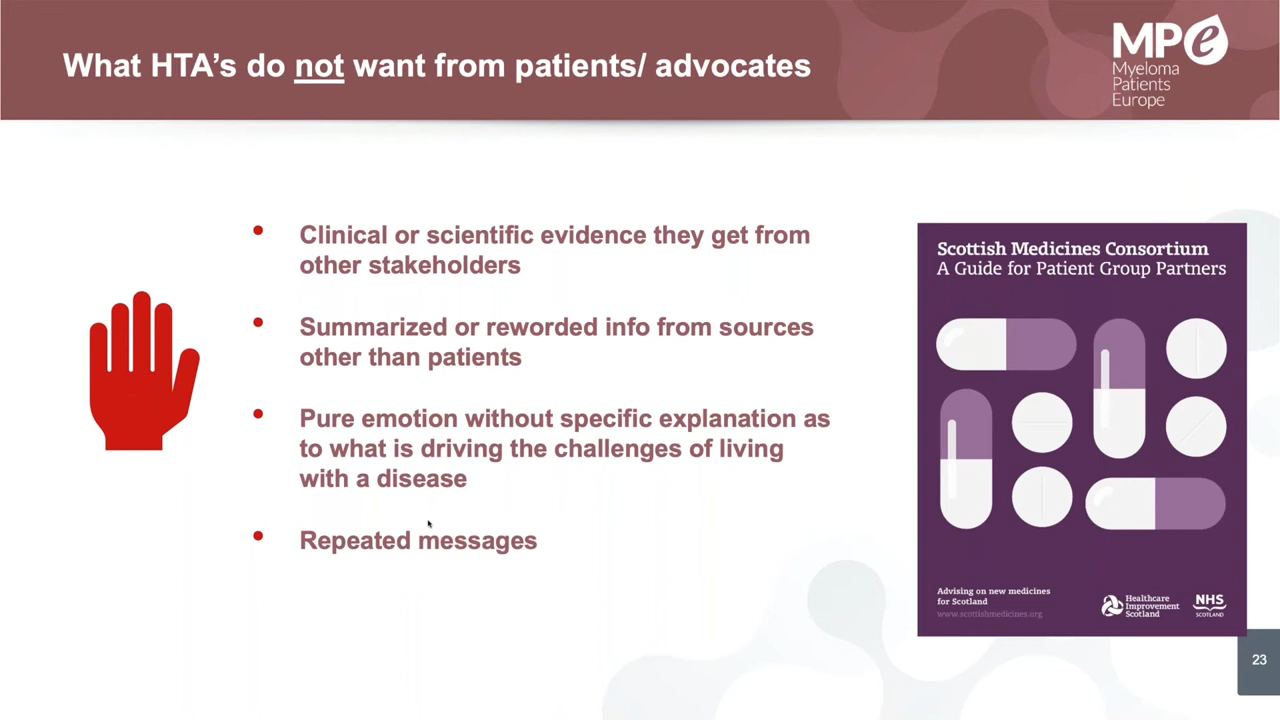 What HTA's do not want from patients/ advocates
MPe
Myeloma
Patients
Europe
• Clinical or scientific evidence they get from
other stakeholders
• Summarized or reworded info from sources
other than patients
• Pure emotion without specific explanation as
to what is driving the challenges of living
with a disease
• Repeated messages
Scottish Medicines Consortium
A Guide for Patient Group Partners
Advising on new medicines
for Scotland
www.scottishmedicines.org
Healthcare
Improvement
Scotland
NHS
SCOTLAND
23